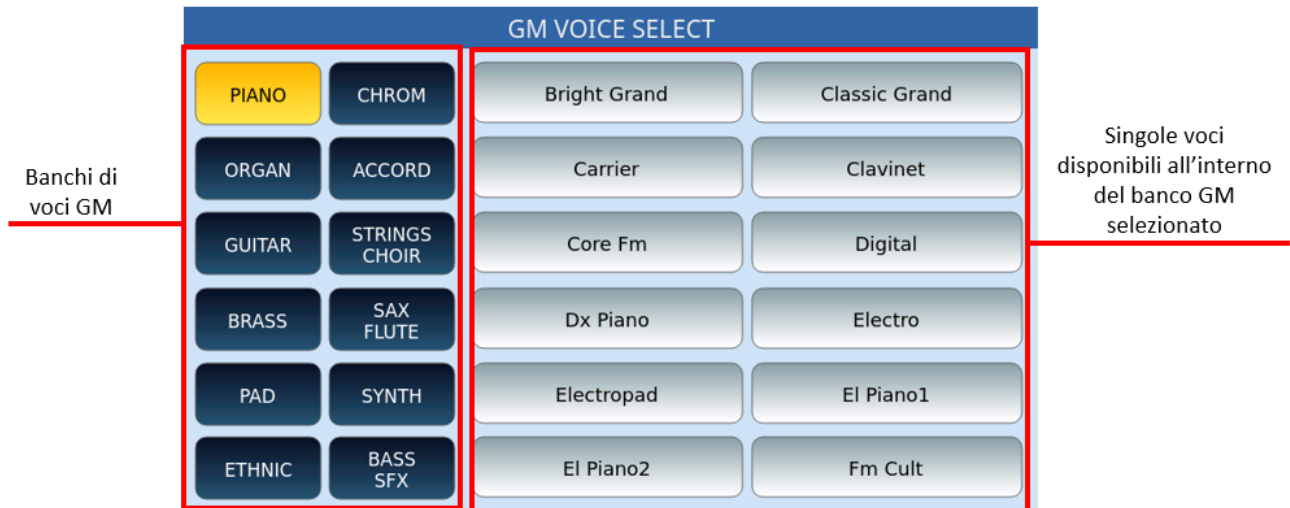 GM VOICE SELECT
Banchi di
voci GM
PIANO
CHROM
ORGAN
ACCORD
GUITAR
STRINGS
CHOIR
BRASS
SAX
FLUTE
PAD
SYNTH
ETHNIC
BASS
SFX
Bright Grand
Classic Grand
Carrier
Clavinet
Core Fm
Digital
Dx Piano
Electro
Electropad
El Piano1
El Piano2
Fm Cult
Singole voci
disponibili all’interno
del banco GM
selezionato